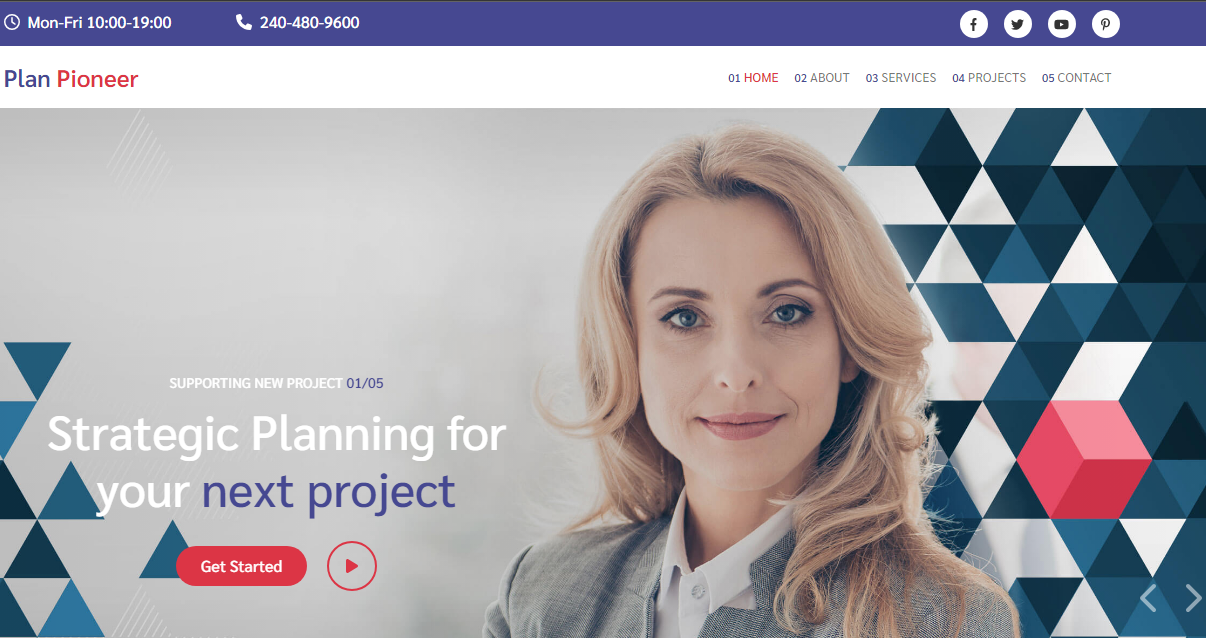 Mon-Fri 10:00-19:00 240-480-9600
Plan Pioneer
01 HOME 02 ABOUT 03 SERVICES 04 PROJECTS 05 CONTACT
SUPPORTING NEW PROJECT 01/05
Strategic Planning for
your next project
Get Started